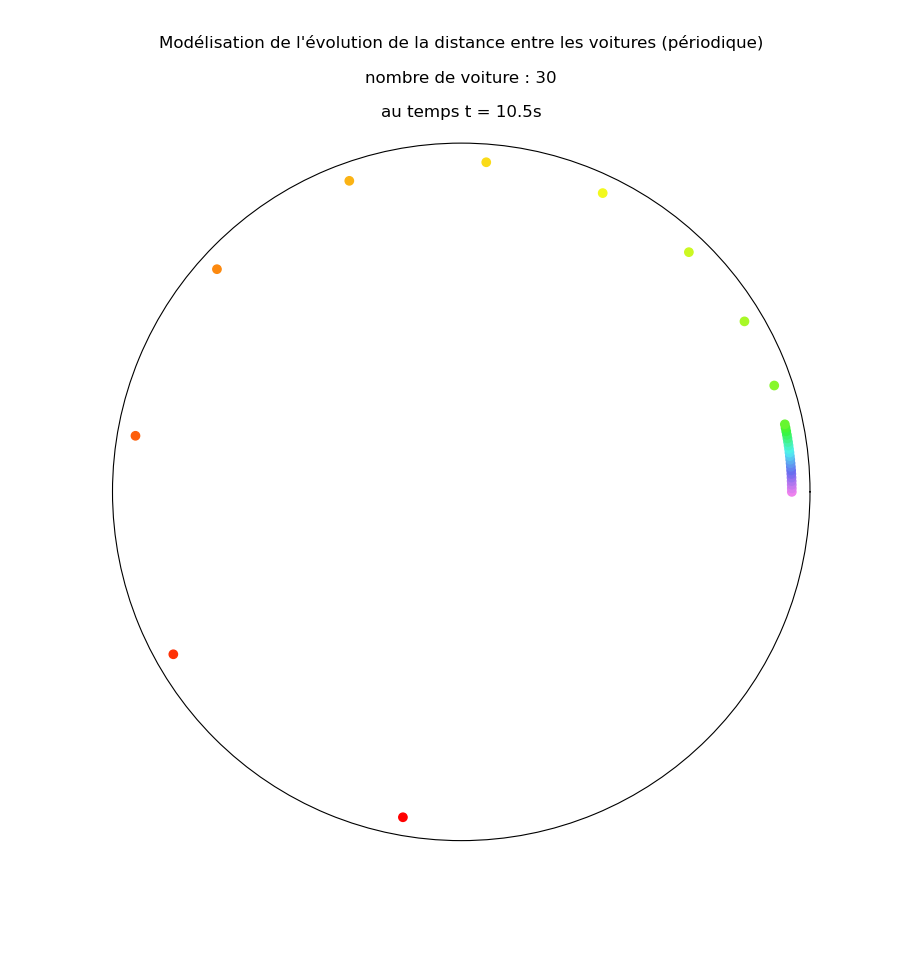 Modélisation de l'évolution de la distance entre les voitures (périodique)
nombre de voiture : 30
au temps t = 10.5s